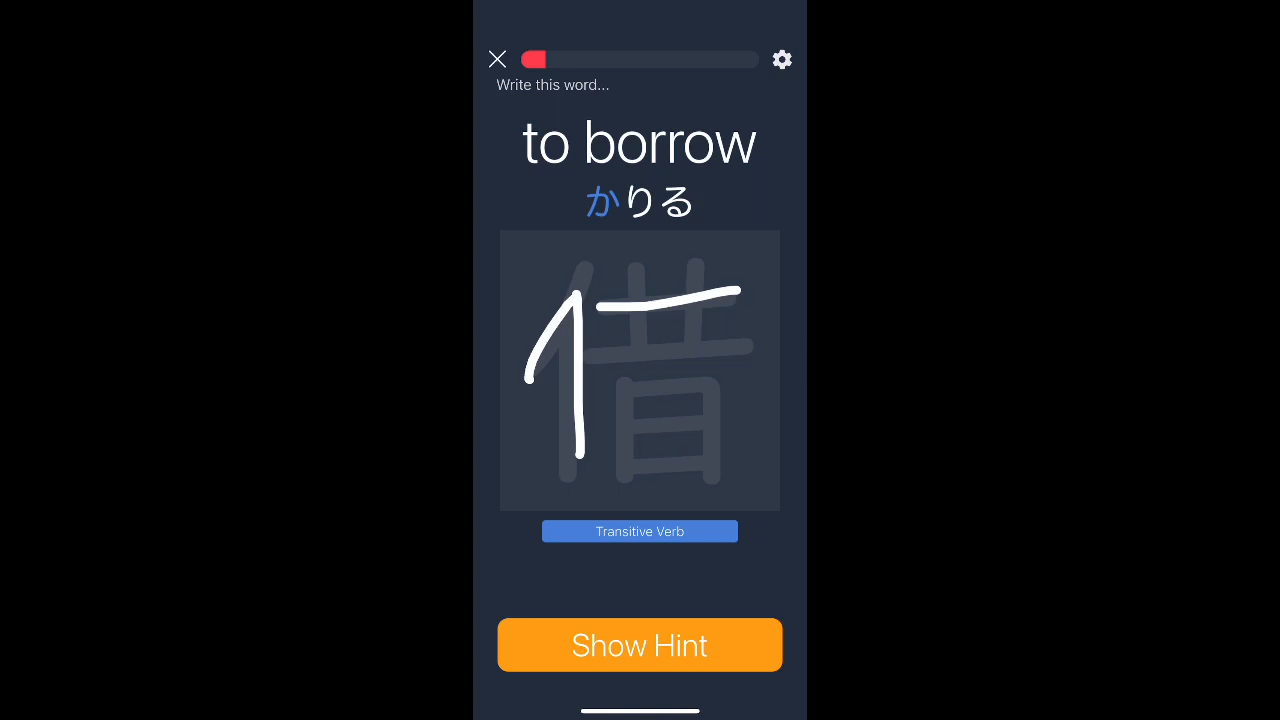 Write this word...
to borrow
かりる
借
Transitive Verb
Show Hint